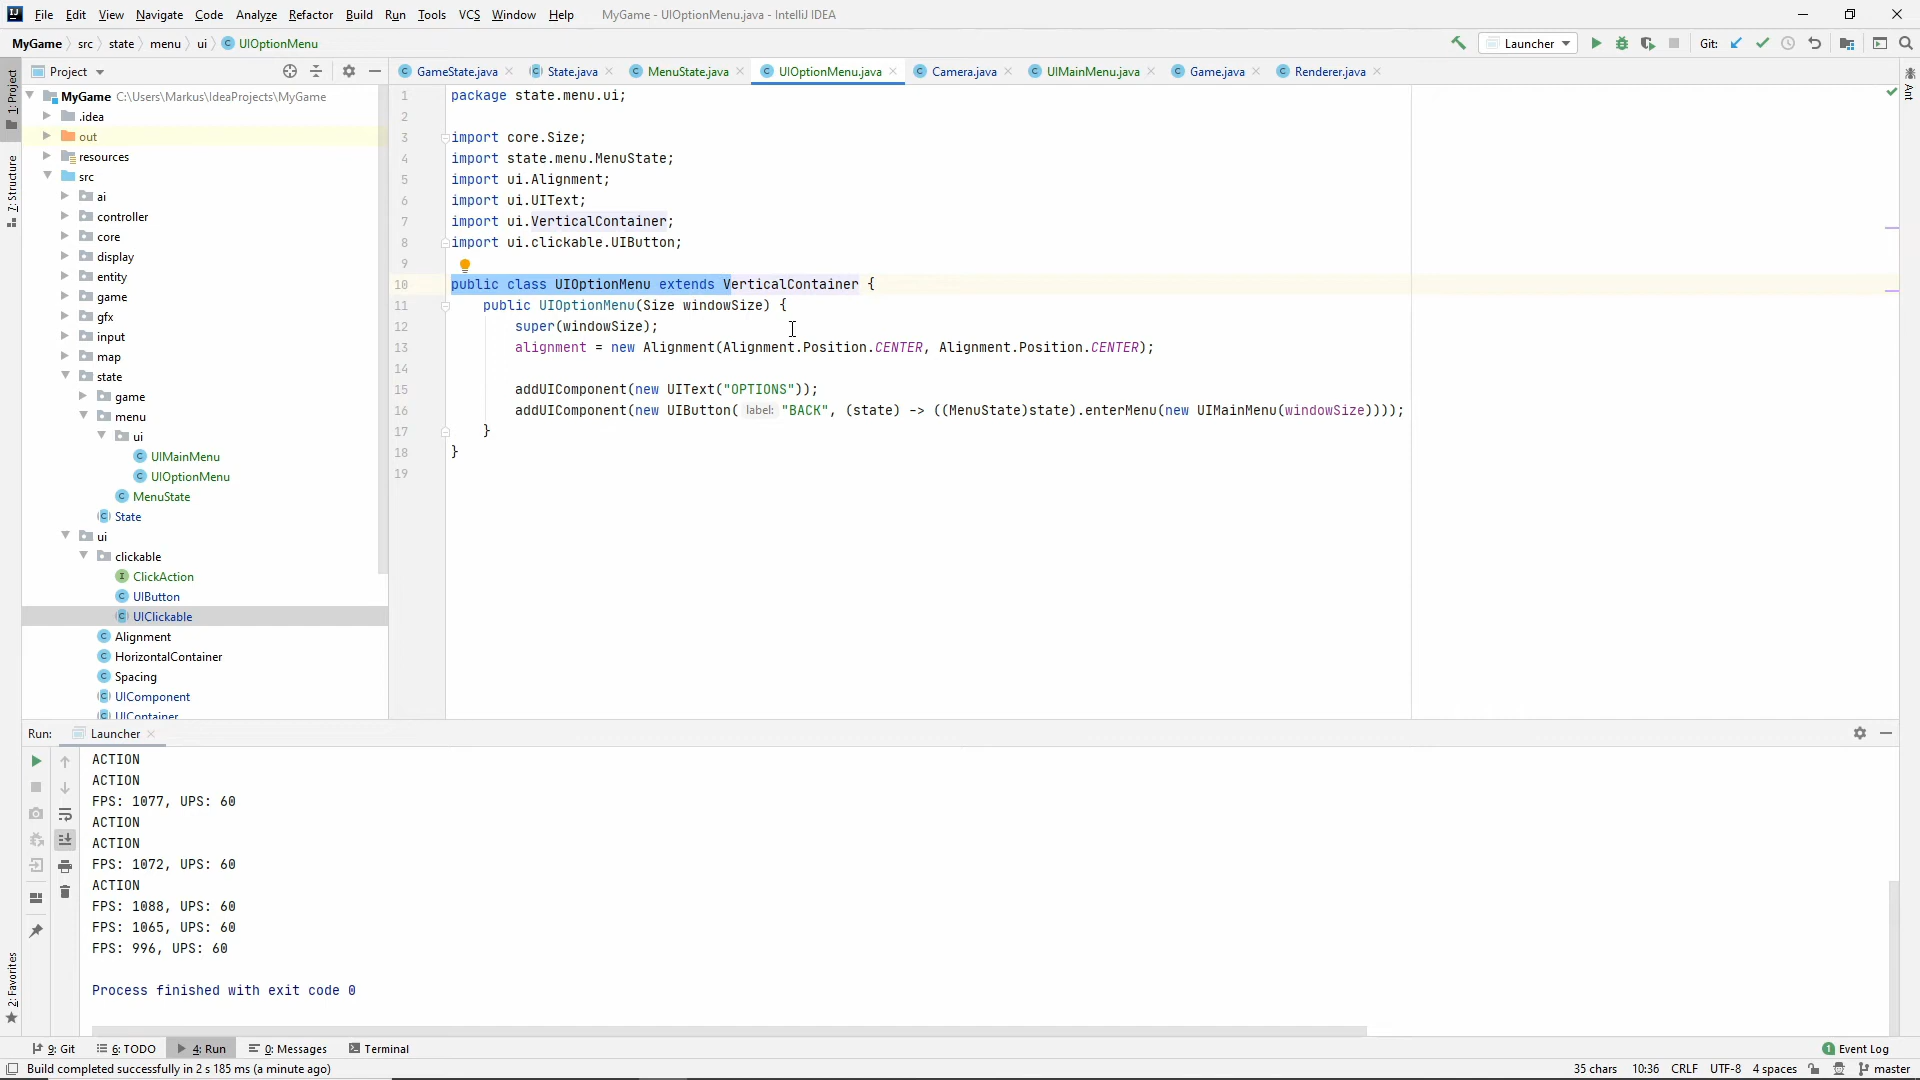 File Edit View Navigate Code Analyze Refactor Build Run Tools VCS Window Help MyGame - UIOptionMenu.java - IntelliJ IDEA
MyGame src state menu ui UIOptionMenu Launcher Git:
Project GameState.java State.java MenuState.java UIOptionMenu.java Camera.java UIMainMenu.java Game.java Renderer.java
1: Project
7: Structure
2: Favorites
Ant
MyGame C:\Users\Markus\IdeaProjects\MyGame
.idea
out
resources
src
ai
controller
core
display
entity
game
gfx
input
map
state
game
menu
ui
UIMainMenu
UIOptionMenu
MenuState
State
ui
clickable
ClickAction
UIButton
UIClickable
Alignment
HorizontalContainer
Spacing
UIComponent
UIContainer
1 package state.menu.ui;
2
3 import core.Size;
4 import state.menu.MenuState;
5 import ui.Alignment;
6 import ui.UIText;
7 import ui.VerticalContainer;
8 import ui.clickable.UIButton;
9
10 public class UIOptionMenu extends VerticalContainer {
11 public UIOptionMenu(Size windowSize) {
12 super(windowSize);
13 alignment = new Alignment(Alignment.Position.CENTER, Alignment.Position.CENTER);
14
15 addUIComponent(new UIText("OPTIONS"));
16 addUIComponent(new UIButton( label: "BACK", (state) -> ((MenuState)state).enterMenu(new UIMainMenu(windowSize))));
17 }
18 }
19
Run: Launcher
ACTION
ACTION
FPS: 1077, UPS: 60
ACTION
ACTION
FPS: 1072, UPS: 60
ACTION
FPS: 1088, UPS: 60
FPS: 1065, UPS: 60
FPS: 996, UPS: 60
Process finished with exit code 0
9: Git 6: TODO 4: Run 0: Messages Terminal 1 Event Log
Build completed successfully in 2 s 185 ms (a minute ago) 35 chars 10:36 CRLF UTF-8 4 spaces master